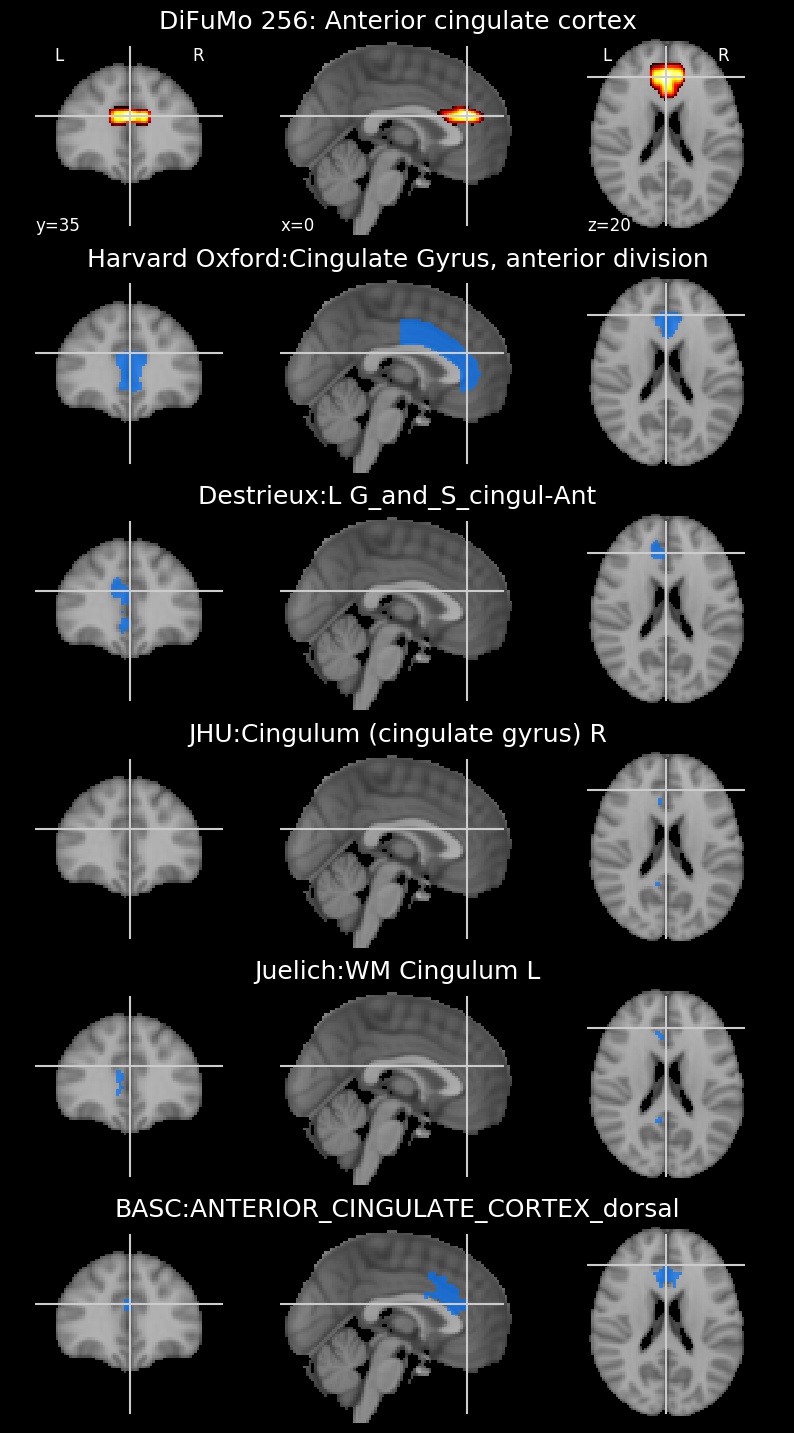 DiFuMo 256: Anterior cingulate cortex
L R L R
y=35 x=0 z=20
Harvard Oxford:Cingulate Gyrus, anterior division
Destrieux:L G_and_S_cingul-Ant
JHU:Cingulum (cingulate gyrus) R
Juelich:WM Cingulum L
BASC:ANTERIOR_CINGULATE_CORTEX_dorsal